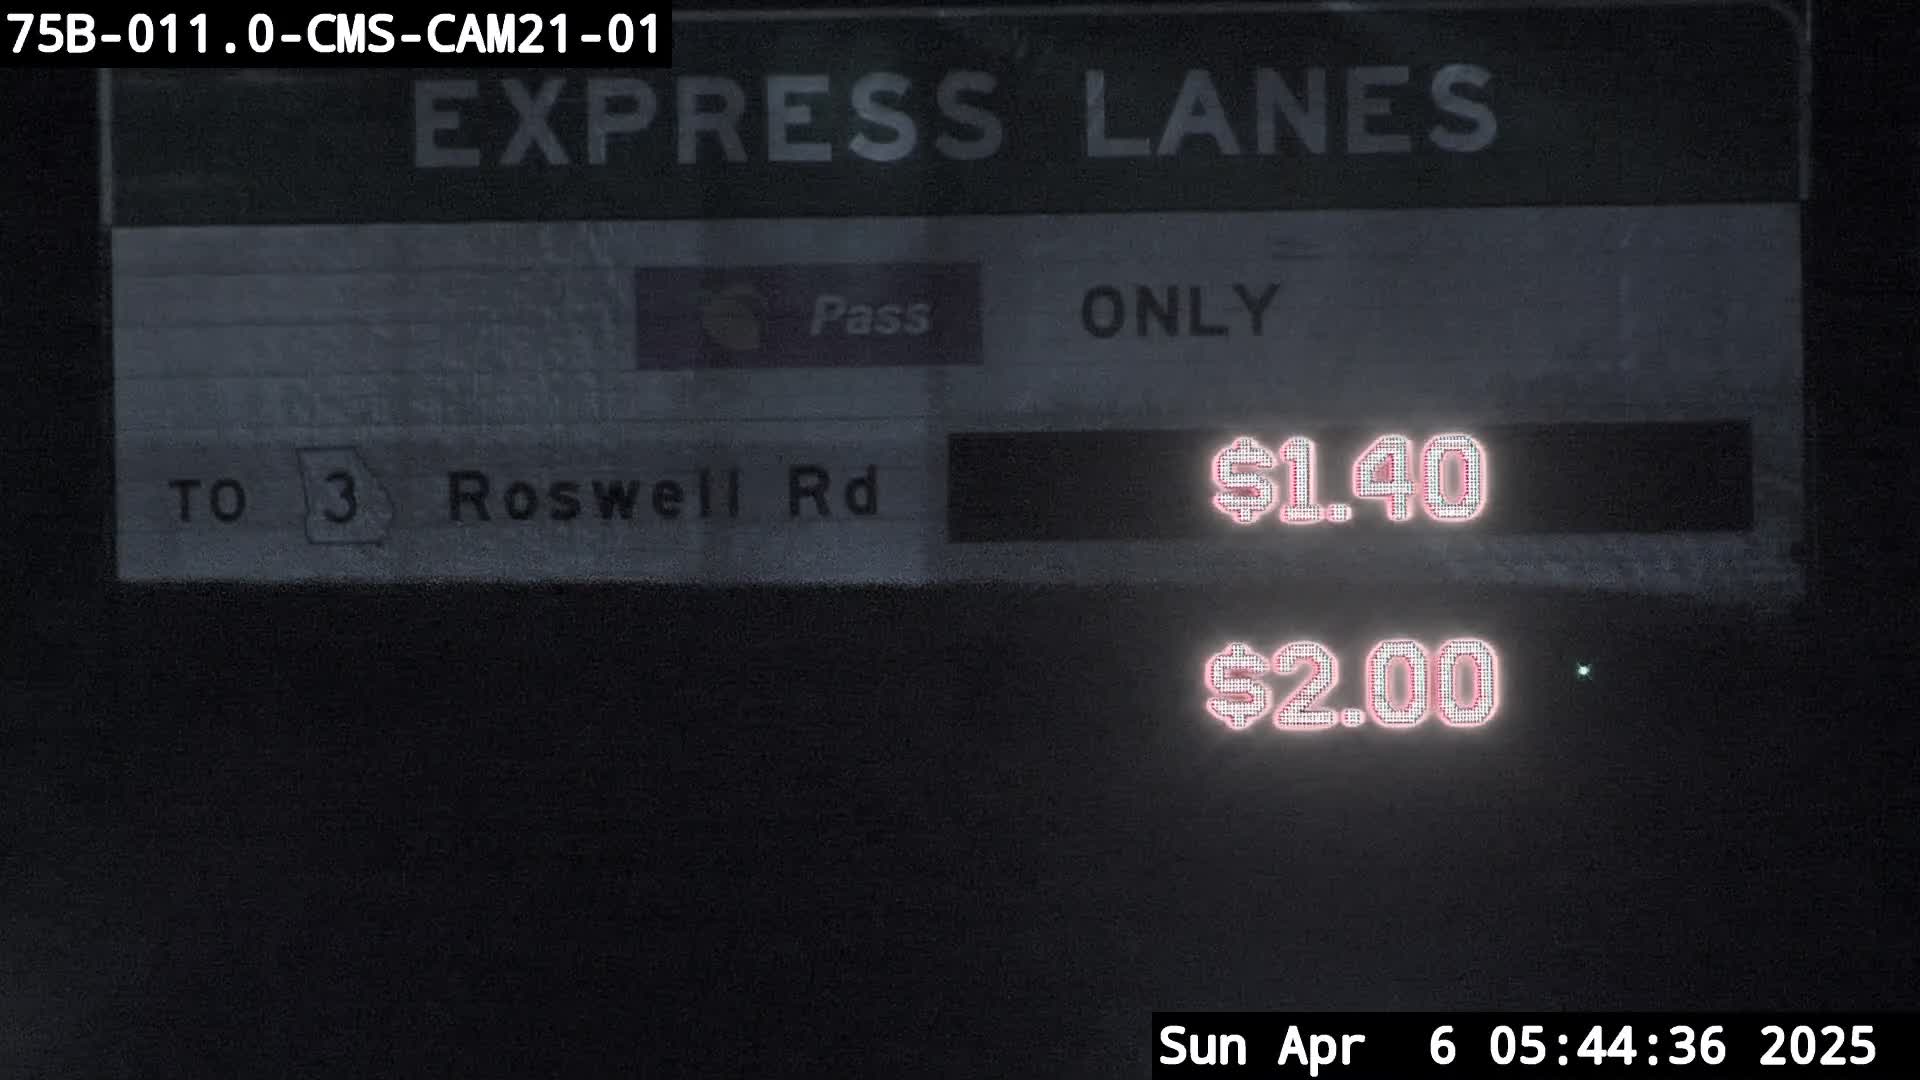 75B-011.0-CMS-CAM21-01
EXPRESS LANES
Pass ONLY
TO 3 Roswell Rd $1.40
$2.00
Sun Apr 6 05:44:36 2025